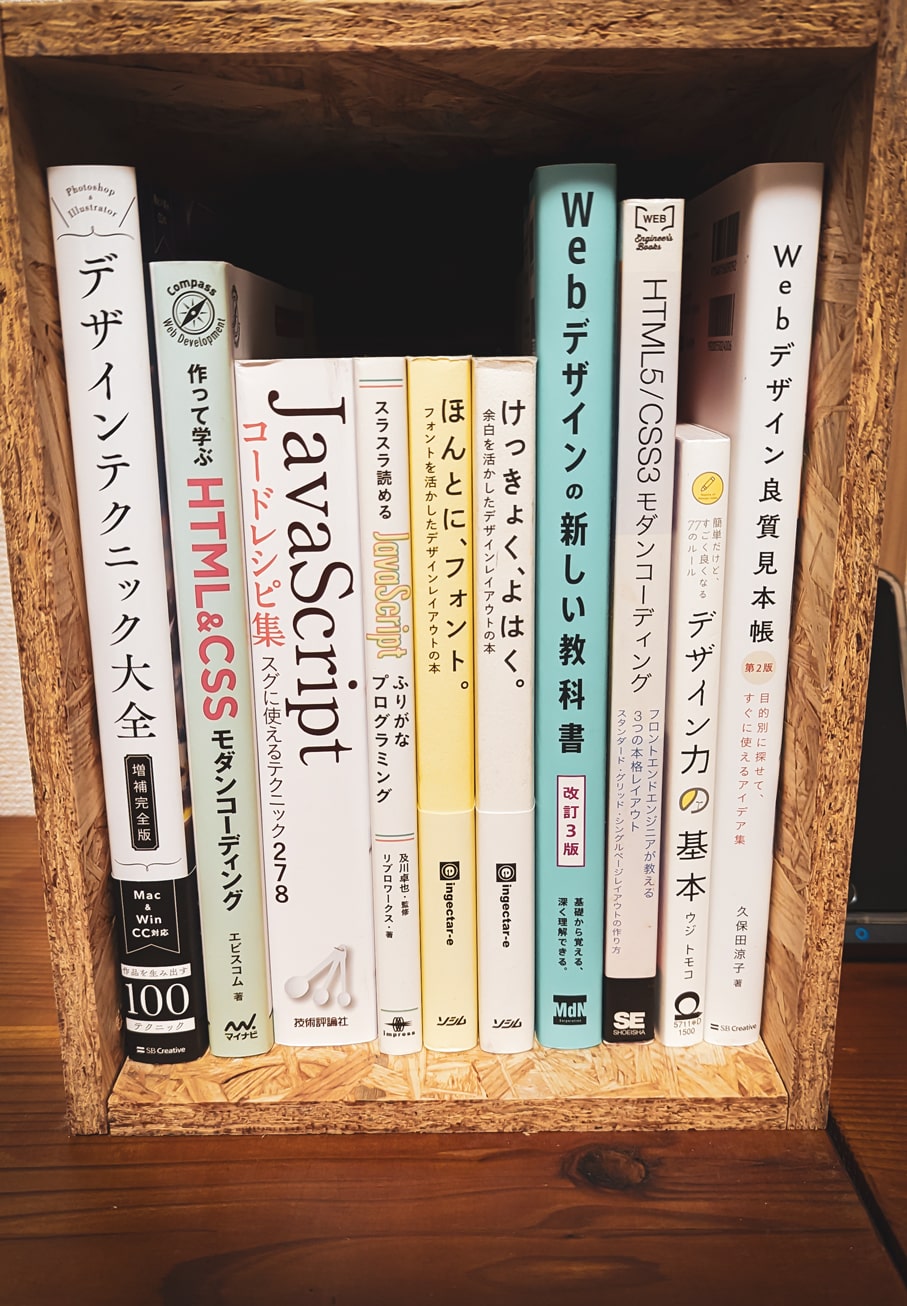 Photoshop
&
Illustrator
デザインテクニック大全
増補完全版
Mac
&
Win
CC対応
作品を生み出す
100
テクニック
SB Creative
Compass
Web Development
作って学ぶ
HTML&CSS
モダンコーディング
エビスコム 著
マイナビ
JavaScript
コードレシピ集
スグに使えるテクニック278
技術評論社
スラスラ読める
JavaScript
ふりがな
プログラミング
及川卓也・監修
リブロワークス・著
Impress
ほんとに、フォント。
フォントを活かしたデザインレイアウトの本
ingectar-e
ソシム
けっきょく、よはく。
余白を活かしたデザインレイアウトの本
ingectar-e
ソシム
Webデザインの新しい教科書
改訂3版
基礎から覚える、
深く理解できる。
MdN
Corporation
WEB
Engineer's
Books
HTML5/CSS3 モダンコーディング
フロントエンドエンジニアが教える
3つの本格レイアウト
スタンダード・グリッド・シングルページレイアウトの作り方
SE
SHOEISHA
簡単だけど、
すごく良くなる
77のルール
デザイン力の基本
ウジ トモコ
5711●D
1500
Webデザイン良質見本帳
第2版
目的別に探せて、
すぐに使えるアイデア集
久保田涼子 著
SB Creative